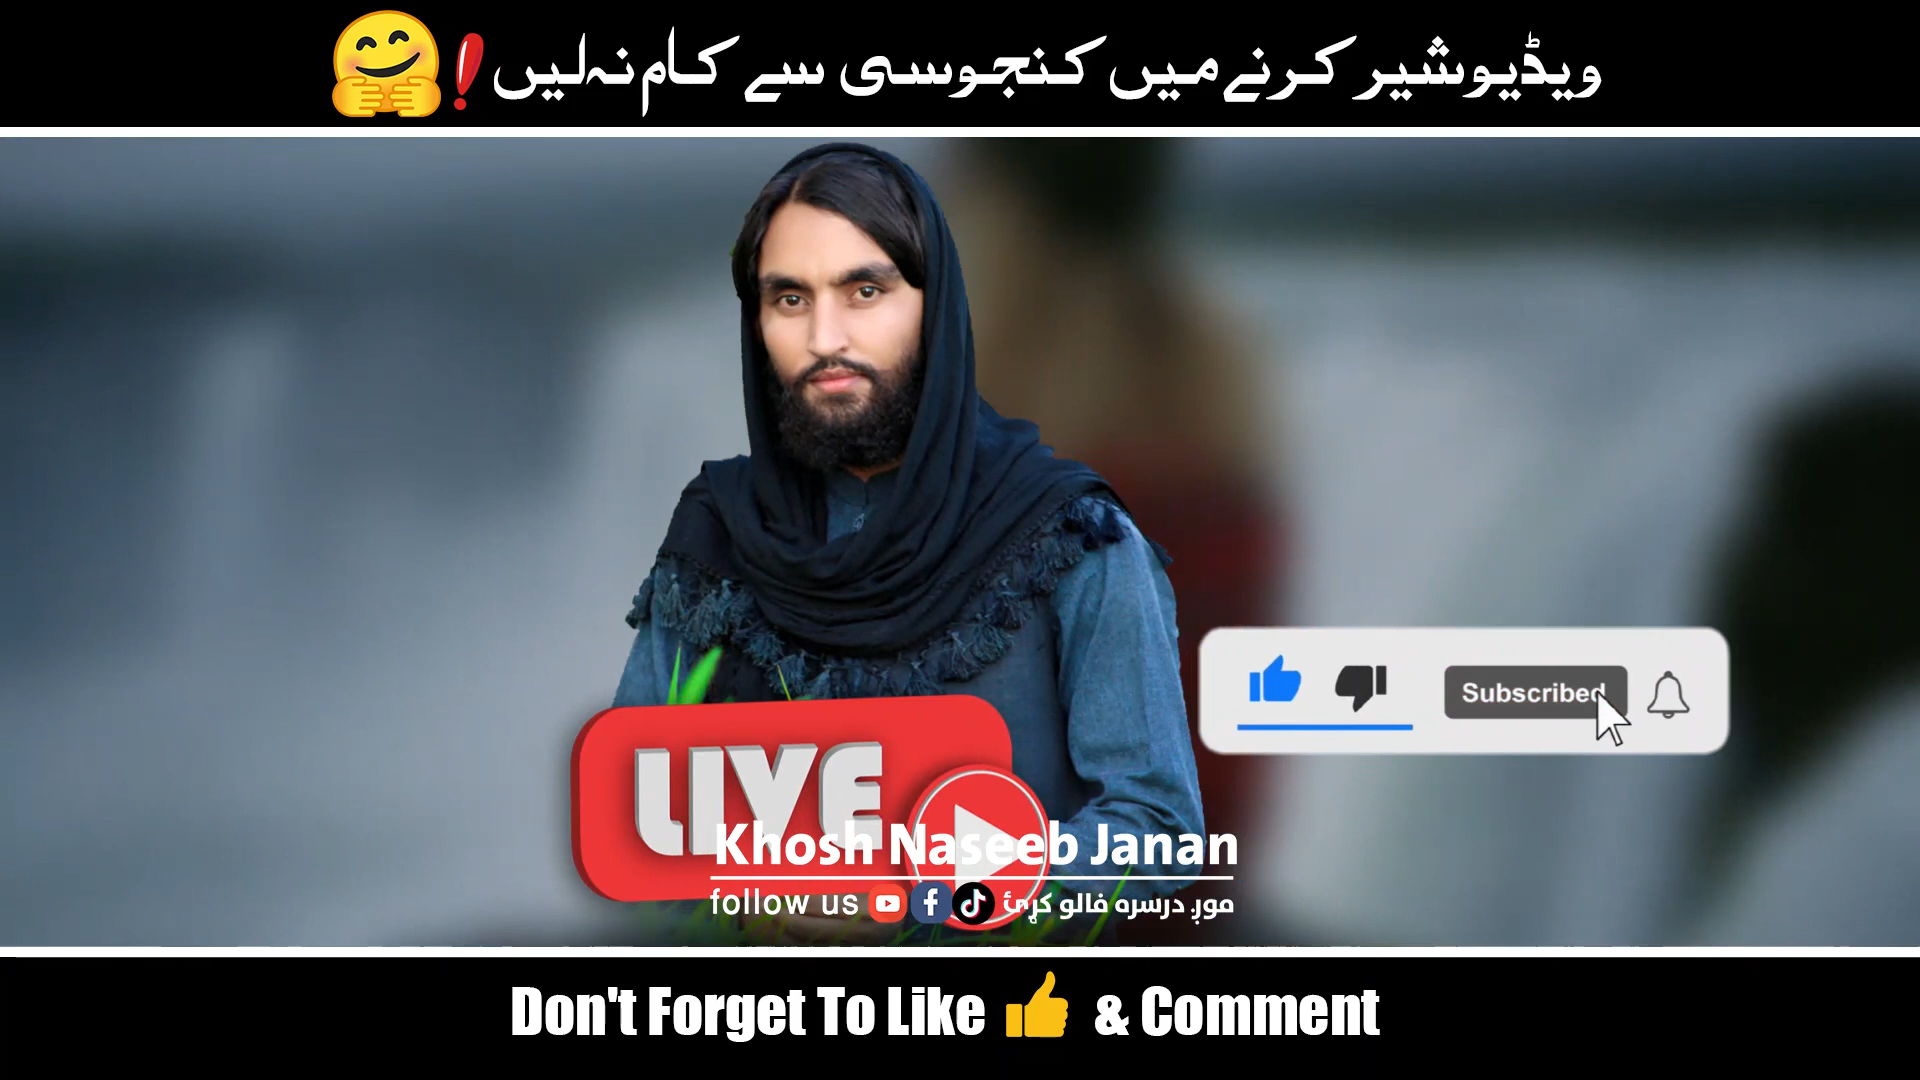 ویڈیو شیر کرنے میں کنجوسی سے کام نہ لیں❗🤗
Subscribed
LIVE
Khosh Naseeb Janan
follow us موږ درسره فالو کړئ
Don't Forget To Like 👍 & Comment